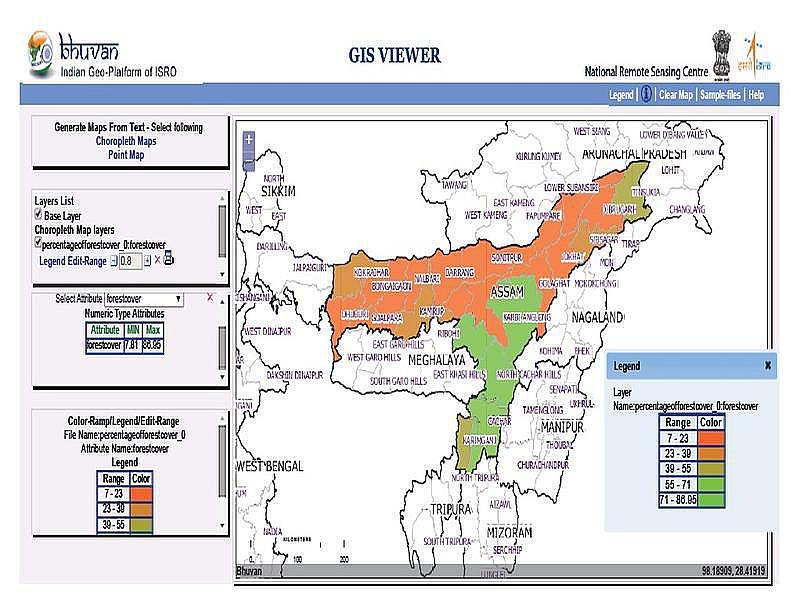 bhuvan
Indian Geo-Platform of ISRO
GIS VIEWER
National Remote Sensing Centre
Legend | | Clear Map | Sample-files | Help
Generate Maps From Text - Select following
Choropleth Maps
Point Map
Layers List
Base Layer
Choropleth Map layers
percentageofforestcover_0:forestcover
Legend Edit-Range - 0.8 +
Select Attribute forestcover
Numeric Type Attributes
Attribute MIN Max
forestcover 7.81 86.95
Color-Ramp/Legend/Edit-Range
File Name:percentageofforestcover_0
Attribute Name:forestcover
Legend
Range Color
7 - 23
23 - 39
39 - 55
WEST SIANG
LOWER DIBANG VALLEY
KURUNG KUMEY
ARUNACHAL PRADESH
LOHIT
NORTH
SIKKIM
TAWANG
LOWER SUBANSIRI
TINSUKIA
WEST
EAST
EAST KAMENG
WEST KAMENG
PAPUMPARE
DIBRUGARH
CHANGLANG
DARJILING
SIBSAGAR
TIRAP
JALPAIGURI
KOKRAJHAR
BONGAIGAON
NALBARI
DARRANG
SONITPUR
JORHAT
MON
GOLAGHAT
MOKOKCHUNG
ASSAM
DHUBURI
GOALPARA
KAMRUP
KARBI ANGLONG
NAGALAND
WEST DINAJPUR
RIBHOI
EAST GARO HILLS
WEST GARO HILLS
MEGHALAYA
KOHIMA
PHEK
DAKSHIN DINAJPUR
SOUTH GARO HILLS
EAST KHASI HILLS
NORTH CACHAR HILLS
SENAPATI
UKHRUL
TAMENGLONG
CACHAR
MANIPUR
KARIMGANJ
THOUBAL
WEST BENGAL
CHURACHANDPUR
NORTH TRIPURA
TRIPURA
AIZAWL
MIZORAM
NADIA
SOUTH TRIPURA
SERCHHIP
LUNGLEI
KILOMETERS
0 100 200
Bhuvan
98.18909, 28.41919
Legend
Layer
Name:percentageofforestcover_0:forestcover
Range Color
7 - 23
23 - 39
39 - 55
55 - 71
71 - 86.95